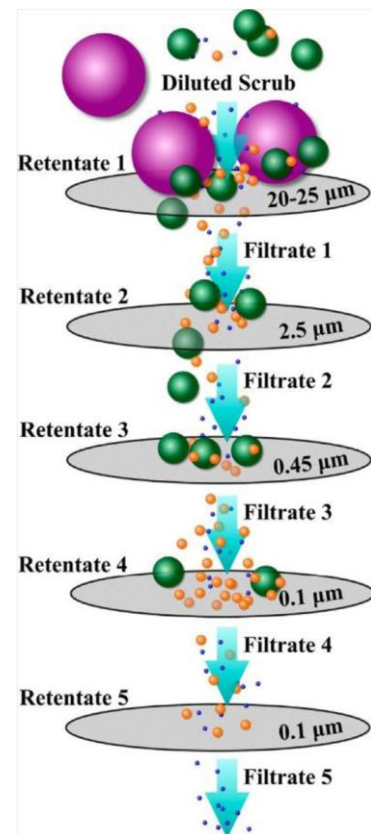 Diluted Scrub
Retentate 1
20-25 μm
Filtrate 1
Retentate 2
2.5 μm
Filtrate 2
Retentate 3
0.45 μm
Filtrate 3
Retentate 4
0.1 μm
Filtrate 4
Retentate 5
0.1 μm
Filtrate 5